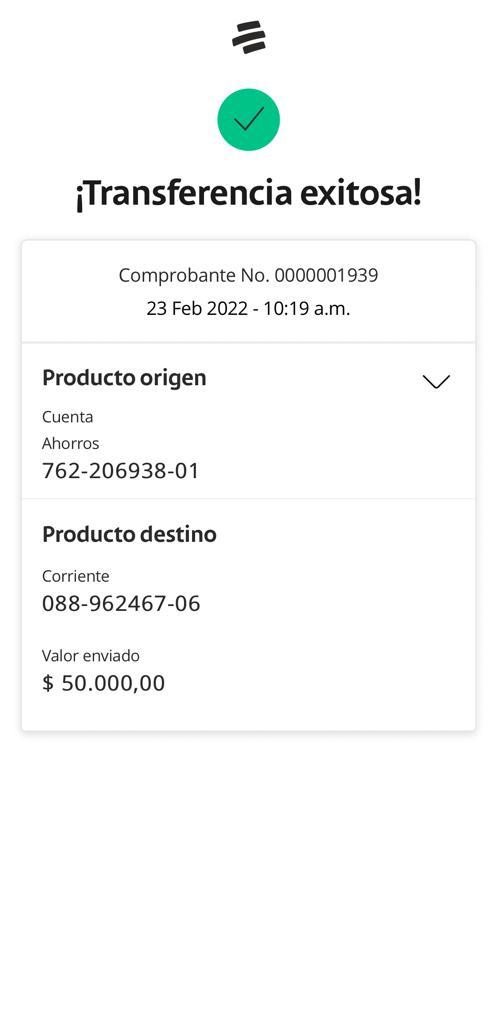 ¡Transferencia exitosa!
Comprobante No. 0000001939
23 Feb 2022 - 10:19 a.m.
Producto origen
Cuenta
Ahorros
762-206938-01
Producto destino
Corriente
088-962467-06
Valor enviado
$ 50.000,00